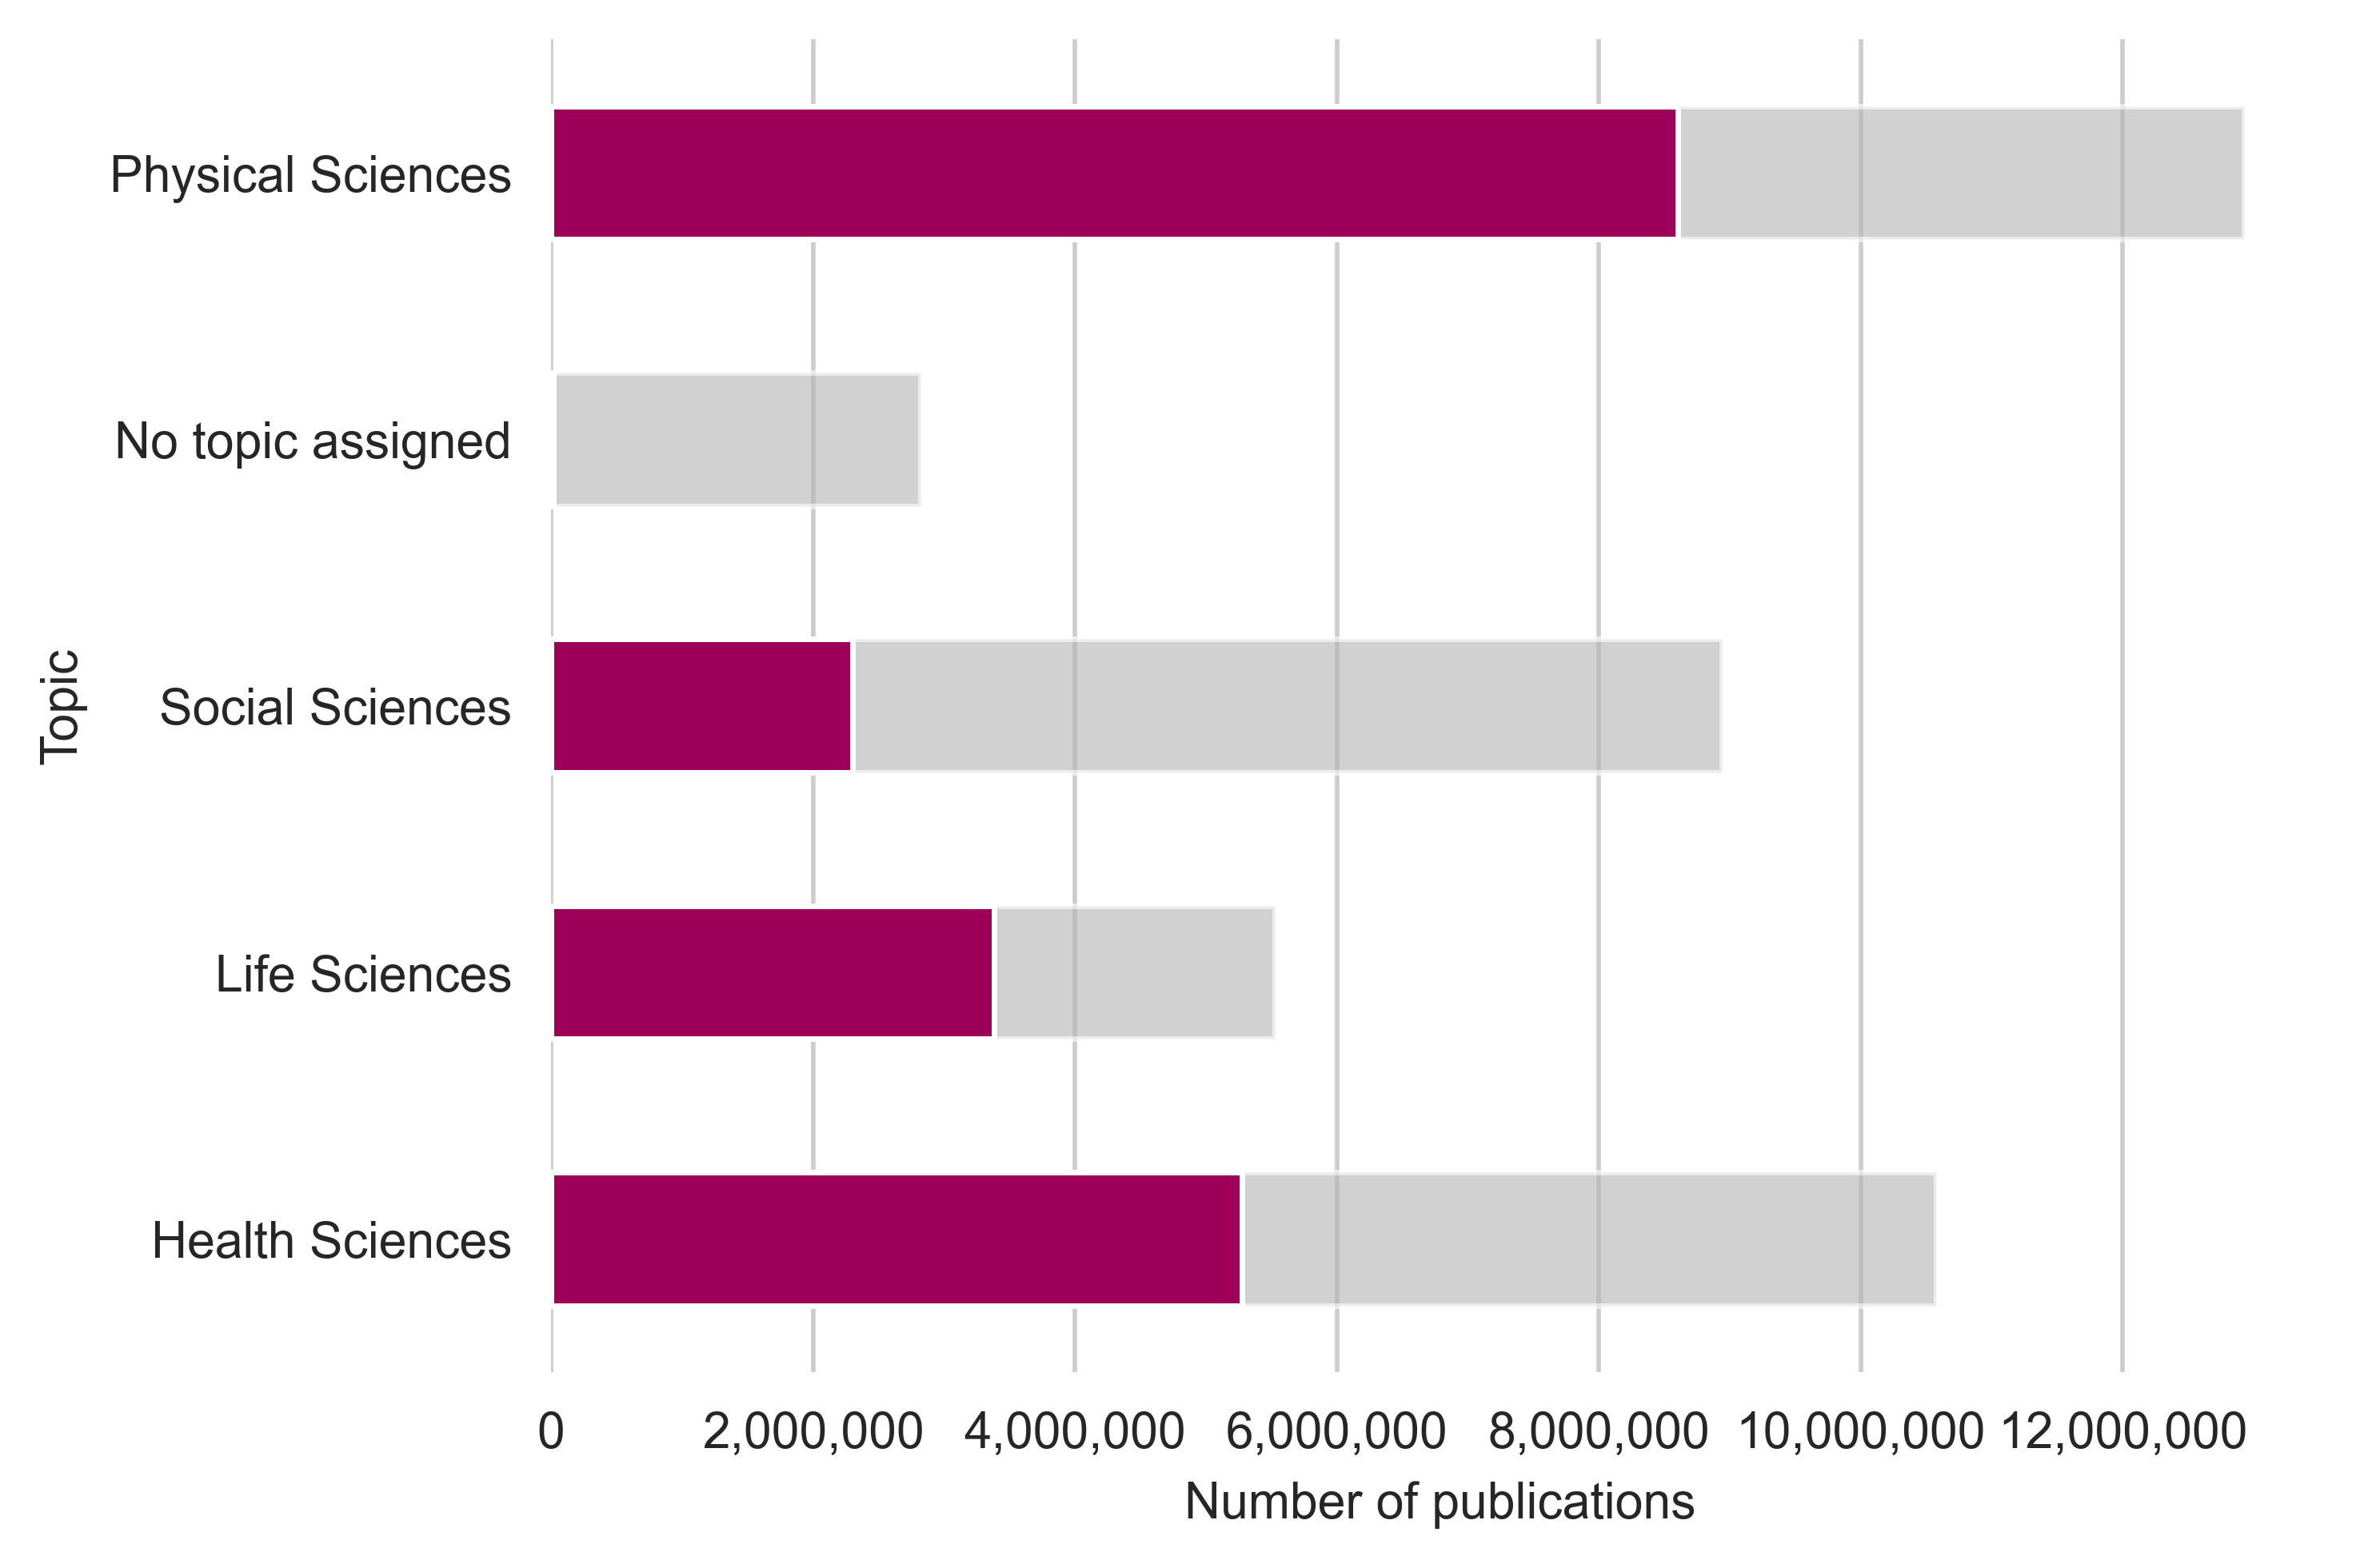 Physical Sciences
No topic assigned
Social Sciences
Life Sciences
Health Sciences
Topic
0 2,000,000 4,000,000 6,000,000 8,000,000 10,000,000 12,000,000
Number of publications